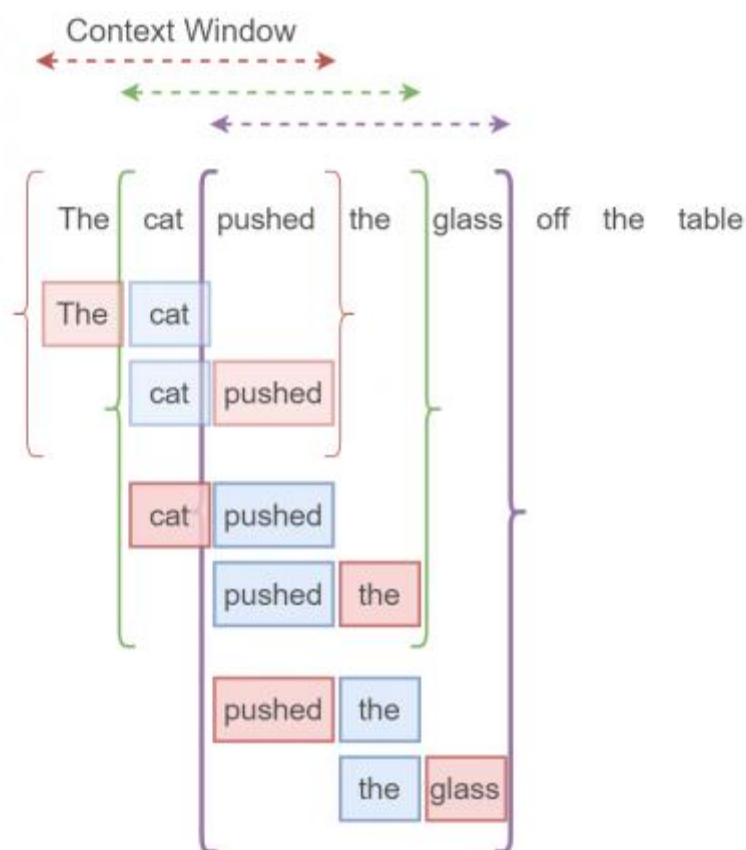 Context Window
The cat pushed the glass off the table
The cat
cat pushed
cat pushed
pushed the
pushed the
the glass